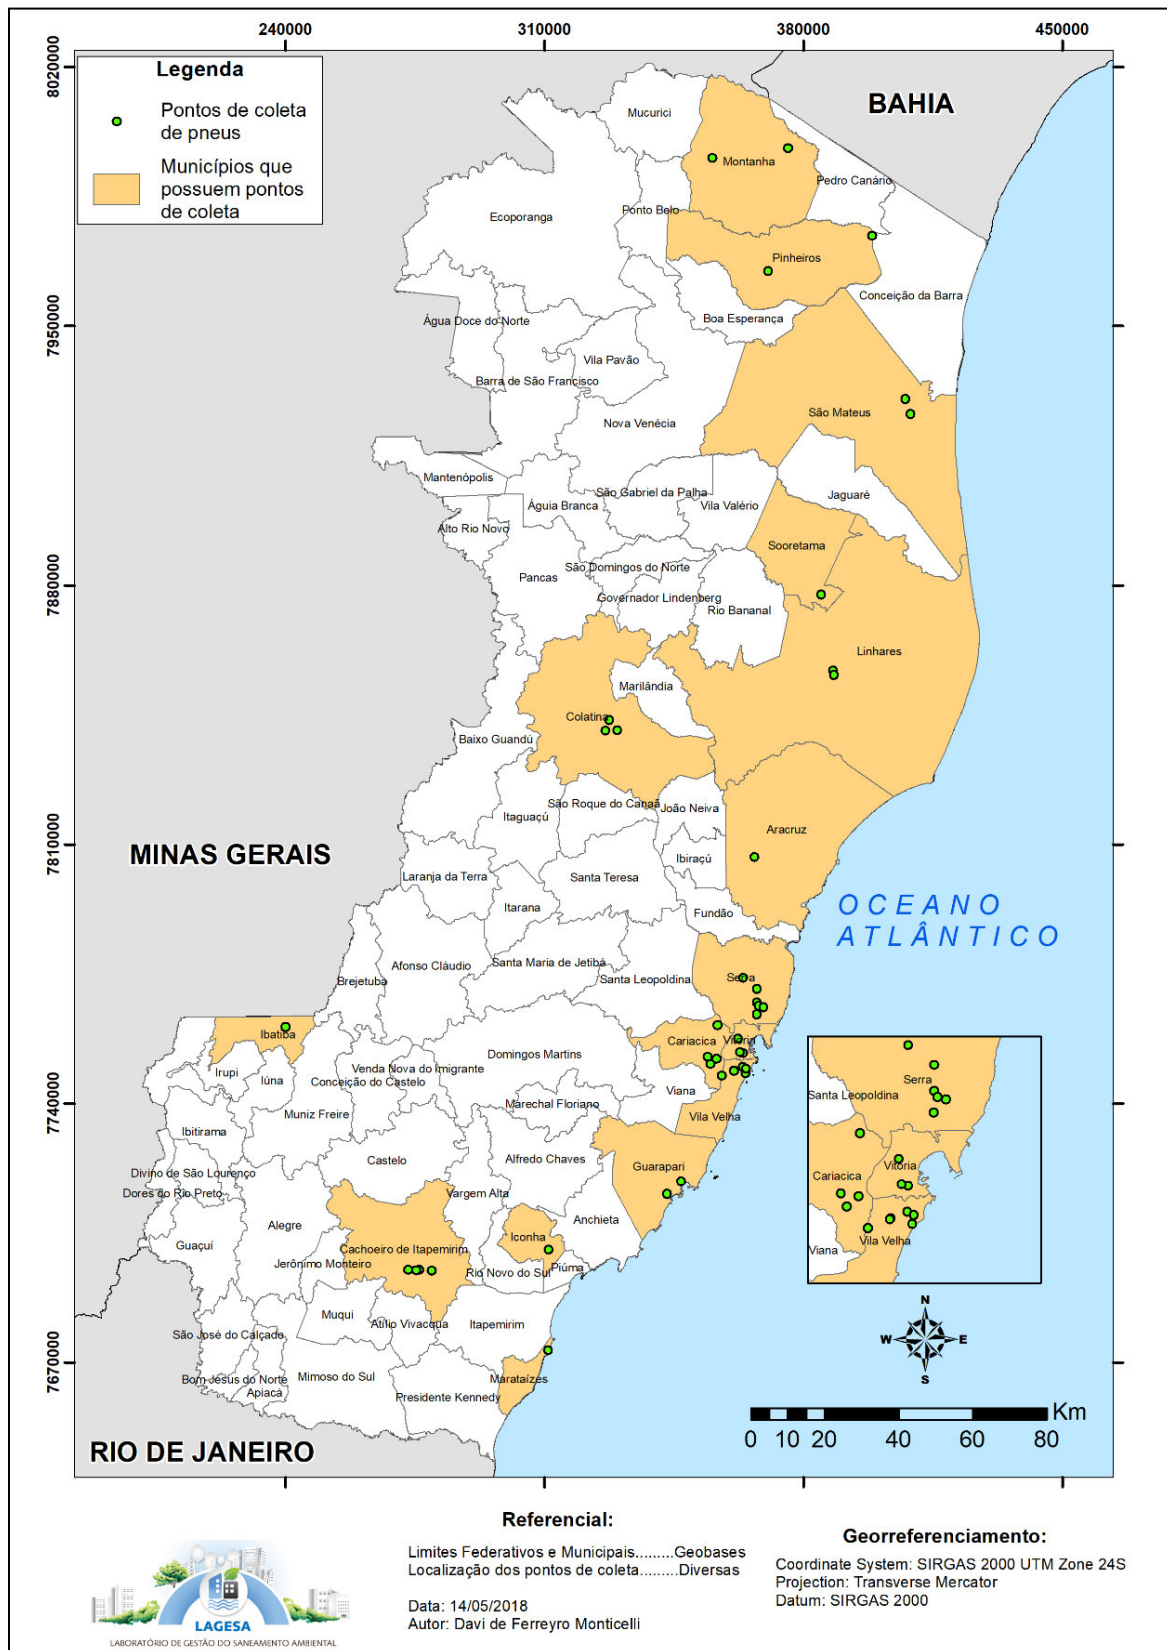 240000
310000
380000
450000
8020000
7950000
7880000
7810000
7740000
7670000
Legenda
Pontos de coleta
de pneus
Municípios que
possuem pontos
de coleta
BAHIA
Mucurici
Montanha
Pedro Canário
Ponto Belo
Ecoporanga
Pinheiros
Conceição da Barra
Boa Esperança
Água Doce do Norte
Vila Pavão
Barra de São Francisco
Nova Venécia
São Mateus
Mantenópolis
São Gabriel da Palha
Jaguaré
Águia Branca
Vila Valério
Alto Rio Novo
Sooretama
São Domingos do Norte
Pancas
Governador Lindenberg
Rio Bananal
Linhares
Marilândia
Colatina
Baixo Guandú
São Roque do Canaã
João Neiva
Itaguaçú
Aracruz
MINAS GERAIS
Ibiraçú
Laranja da Terra
Santa Teresa
Itarana
Fundão
OCEANO
ATLÂNTICO
Afonso Cláudio
Santa Maria de Jetibá
Brejetuba
Santa Leopoldina
Serra
Ibatiba
Cariacica
Vitória
Domingos Martins
Irupi
Iúna
Venda Nova do Imigrante
Conceição do Castelo
Viana
Marechal Floriano
Muniz Freire
Vila Velha
Ibitirama
Castelo
Alfredo Chaves
Guarapari
Divino de São Lourenço
Dores do Rio Preto
Vargem Alta
Alegre
Anchieta
Guaçuí
Iconha
Cachoeiro de Itapemirim
Jerônimo Monteiro
Rio Novo do Sul
Piúma
Muqui
Atílio Vivacqua
Itapemirim
São José do Calçado
Bom Jesus do Norte
Mimoso do Sul
Marataízes
Apiacá
Presidente Kennedy
RIO DE JANEIRO
Serra
Santa Leopoldina
Vitória
Cariacica
Vila Velha
Viana
N
W
E
S
Km
0 10 20 40 60 80
Referencial:
Limites Federativos e Municipais.........Geobases
Localização dos pontos de coleta.........Diversas
Data: 14/05/2018
Autor: Davi de Ferreyro Monticelli
Georreferenciamento:
Coordinate System: SIRGAS 2000 UTM Zone 24S
Projection: Transverse Mercator
Datum: SIRGAS 2000
LAGESA
LABORATÓRIO DE GESTÃO DO SANEAMENTO AMBIENTAL